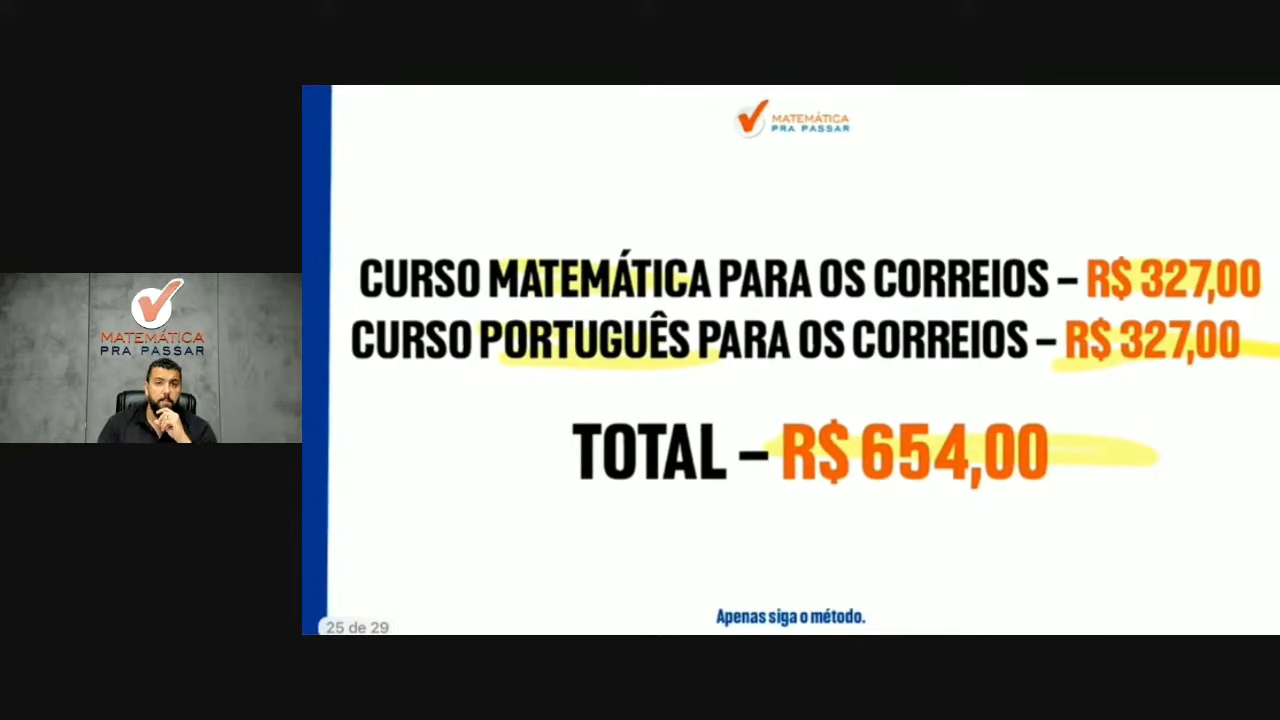 MATEMÁTICA
PRA PASSAR
MATEMÁTICA
PRA PASSAR
CURSO MATEMÁTICA PARA OS CORREIOS – R$ 327,00
CURSO PORTUGUÊS PARA OS CORREIOS – R$ 327,00
TOTAL – R$ 654,00
Apenas siga o método.
25 de 29